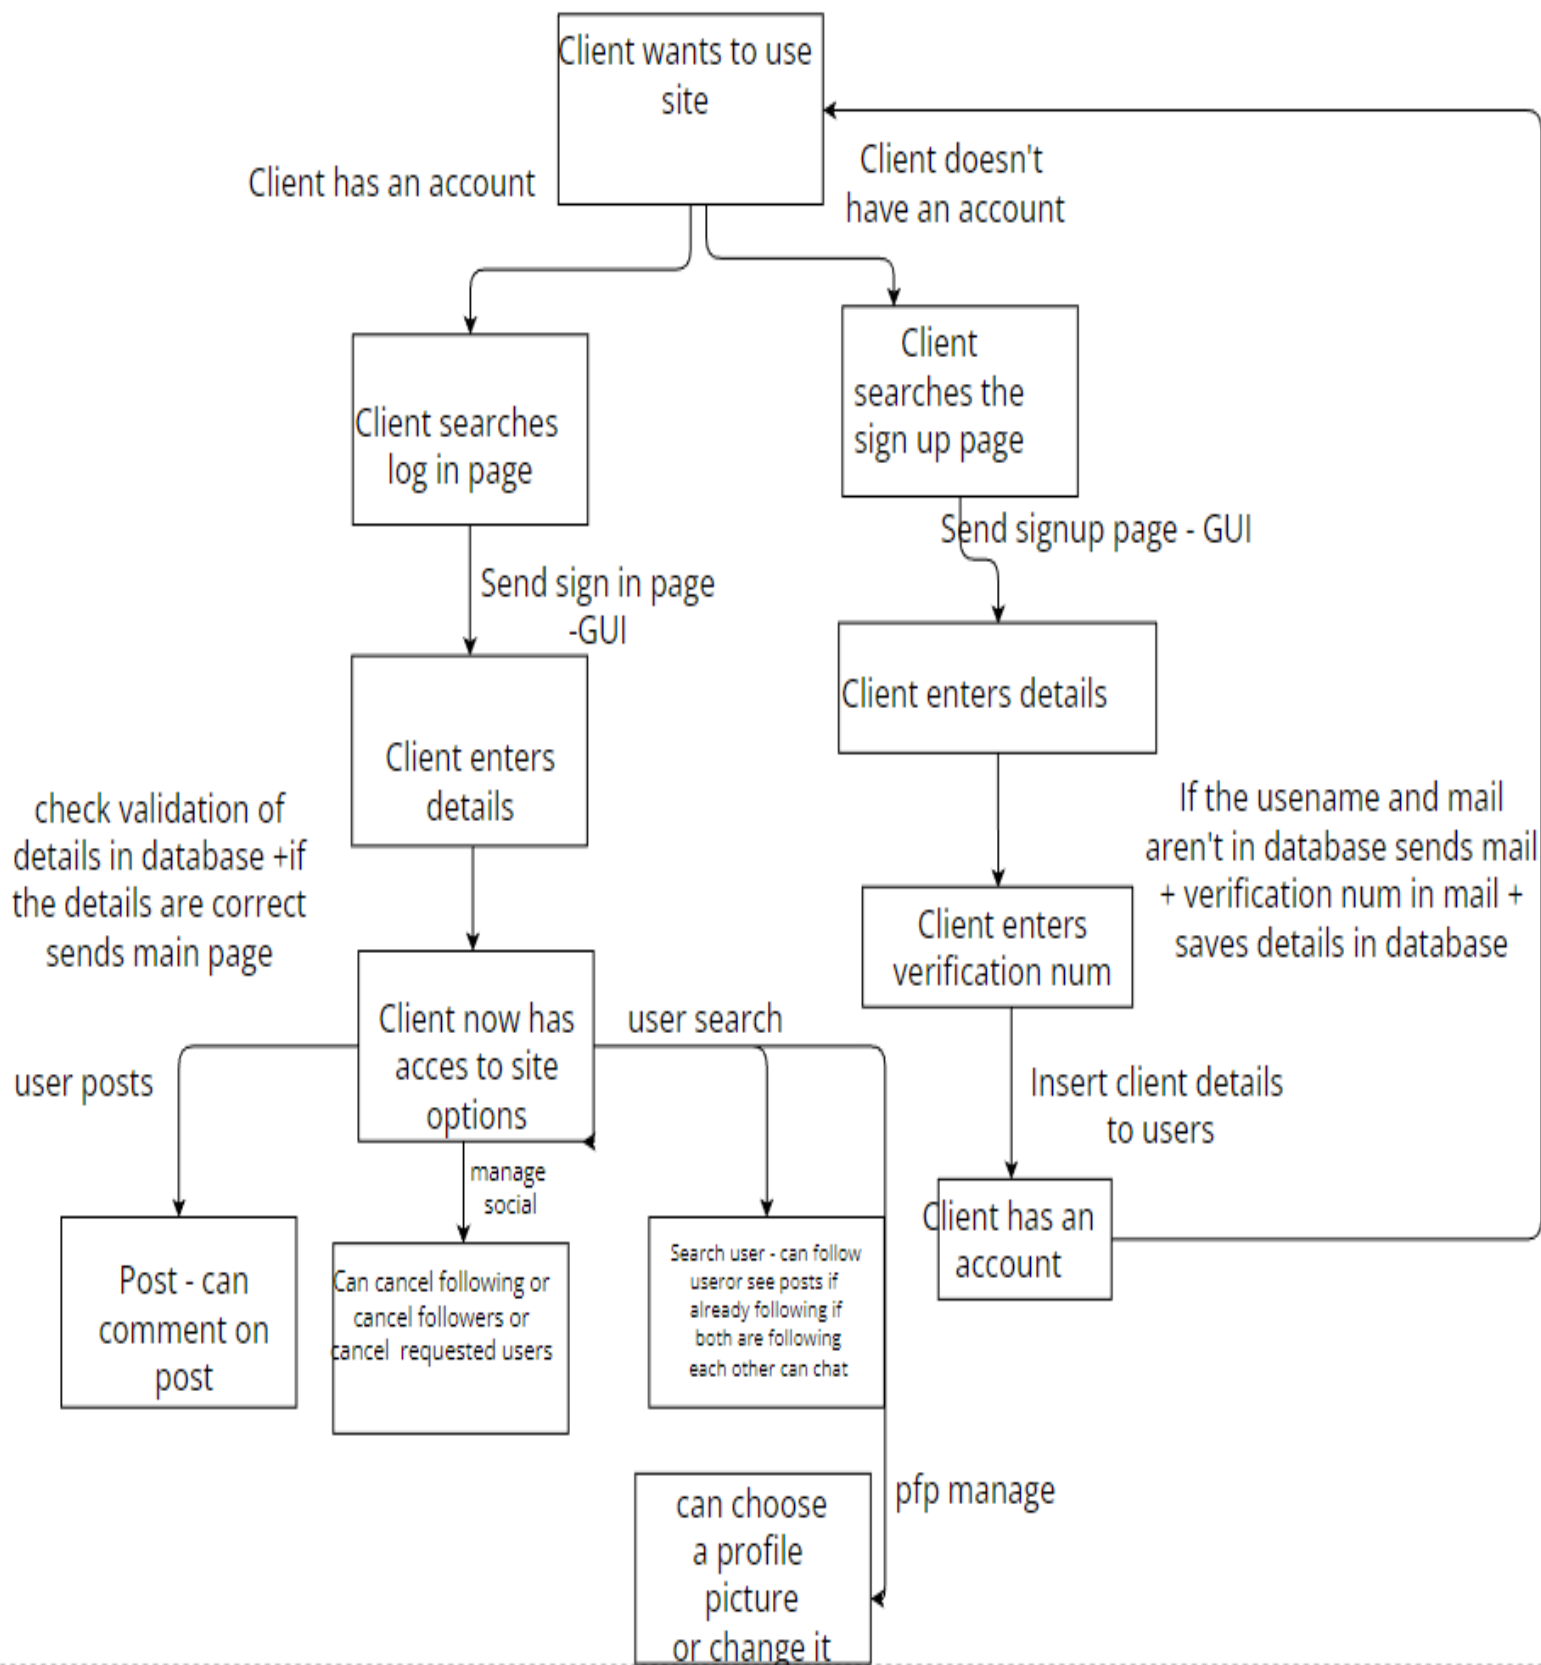 Client wants to use
site
Client has an account
Client doesn't
have an account
Client searches
log in page
Client
searches the
sign up page
Send signup page - GUI
Send sign in page
-GUI
Client enters details
Client enters
details
check validation of
details in database +if
the details are correct
sends main page
If the usename and mail
aren't in database sends mail
+ verification num in mail +
saves details in database
Client enters
verification num
Client now has
acces to site
options
user search
user posts
Insert client details
to users
manage
social
Client has an
account
Post - can
comment on
post
Can cancel following or
cancel followers or
cancel requested users
Search user - can follow
useror see posts if
already following if
both are following
each other can chat
pfp manage
can choose
a profile
picture
or change it